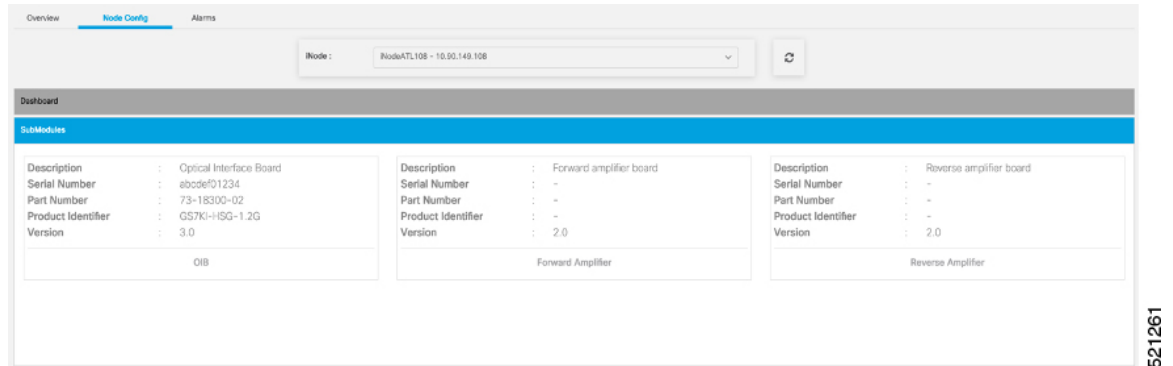 Overview Node Config Alarms
iNode : iNodeATL108 - 10.90.149.108
Dashboard
SubModules
Description : Optical Interface Board
Serial Number : abcdef01234
Part Number : 73-18300-02
Product Identifier : GS7KI-HSG-1.2G
Version : 3.0
OIB
Description : Forward amplifier board
Serial Number : -
Part Number : -
Product Identifier : -
Version : 2.0
Forward Amplifier
Description : Reverse amplifier board
Serial Number : -
Part Number : -
Product Identifier : -
Version : 2.0
Reverse Amplifier
521261